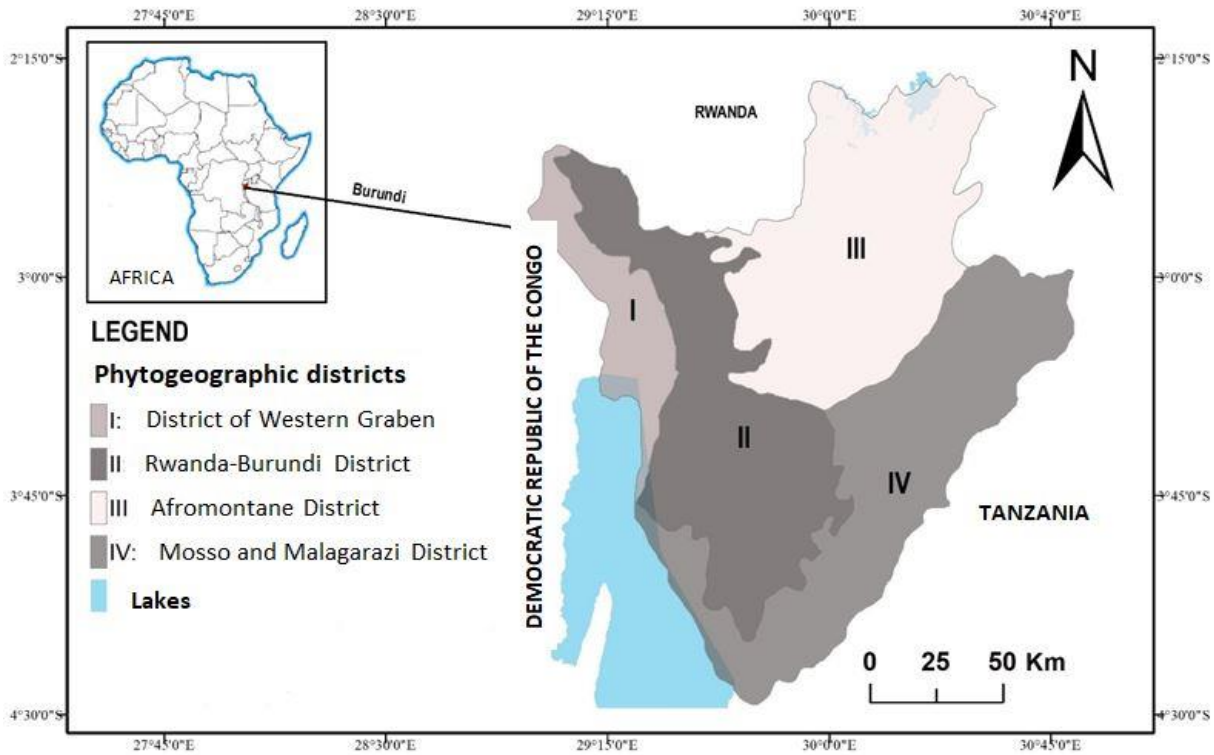 27°45'0"E 28°30'0"E 29°15'0"E 30°0'0"E 30°45'0"E
2°15'0"S 2°15'0"S
N
RWANDA
Burundi
AFRICA
III
3°0'0"S 3°0'0"S
DEMOCRATIC REPUBLIC OF THE CONGO
I
LEGEND
Phytogeographic districts
I: District of Western Graben
II Rwanda-Burundi District
III Afromontane District
IV: Mosso and Malagarazi District
Lakes
II
IV
3°45'0"S 3°45'0"S
TANZANIA
0 25 50 Km
4°30'0"S 4°30'0"S
27°45'0"E 28°30'0"E 29°15'0"E 30°0'0"E 30°45'0"E